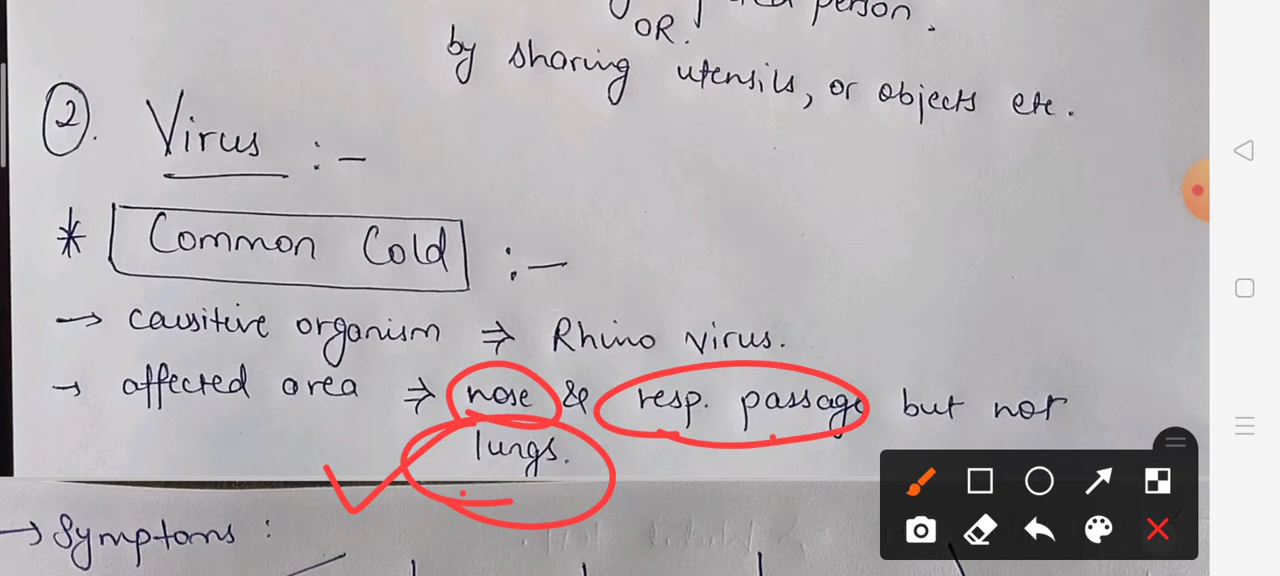 person.
OR.
by sharing utensils, or objects etc.
2. Virus :-
* Common Cold :-
→ causitive organism ⇒ Rhino virus.
→ affected area ⇒ nose & resp. passage but not
lungs.
→ Symptoms :